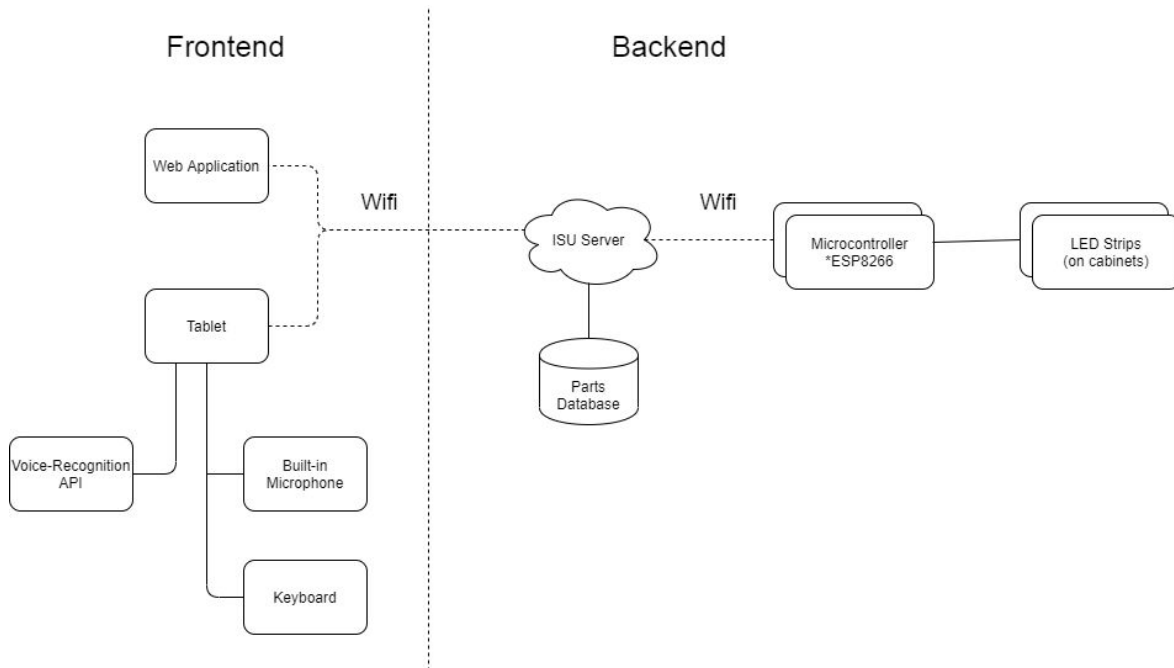 Frontend
Backend
Web Application
Wifi
Wifi
ISU Server
Microcontroller
*ESP8266
LED Strips
(on cabinets)
Tablet
Parts
Database
Voice-Recognition
API
Built-in
Microphone
Keyboard